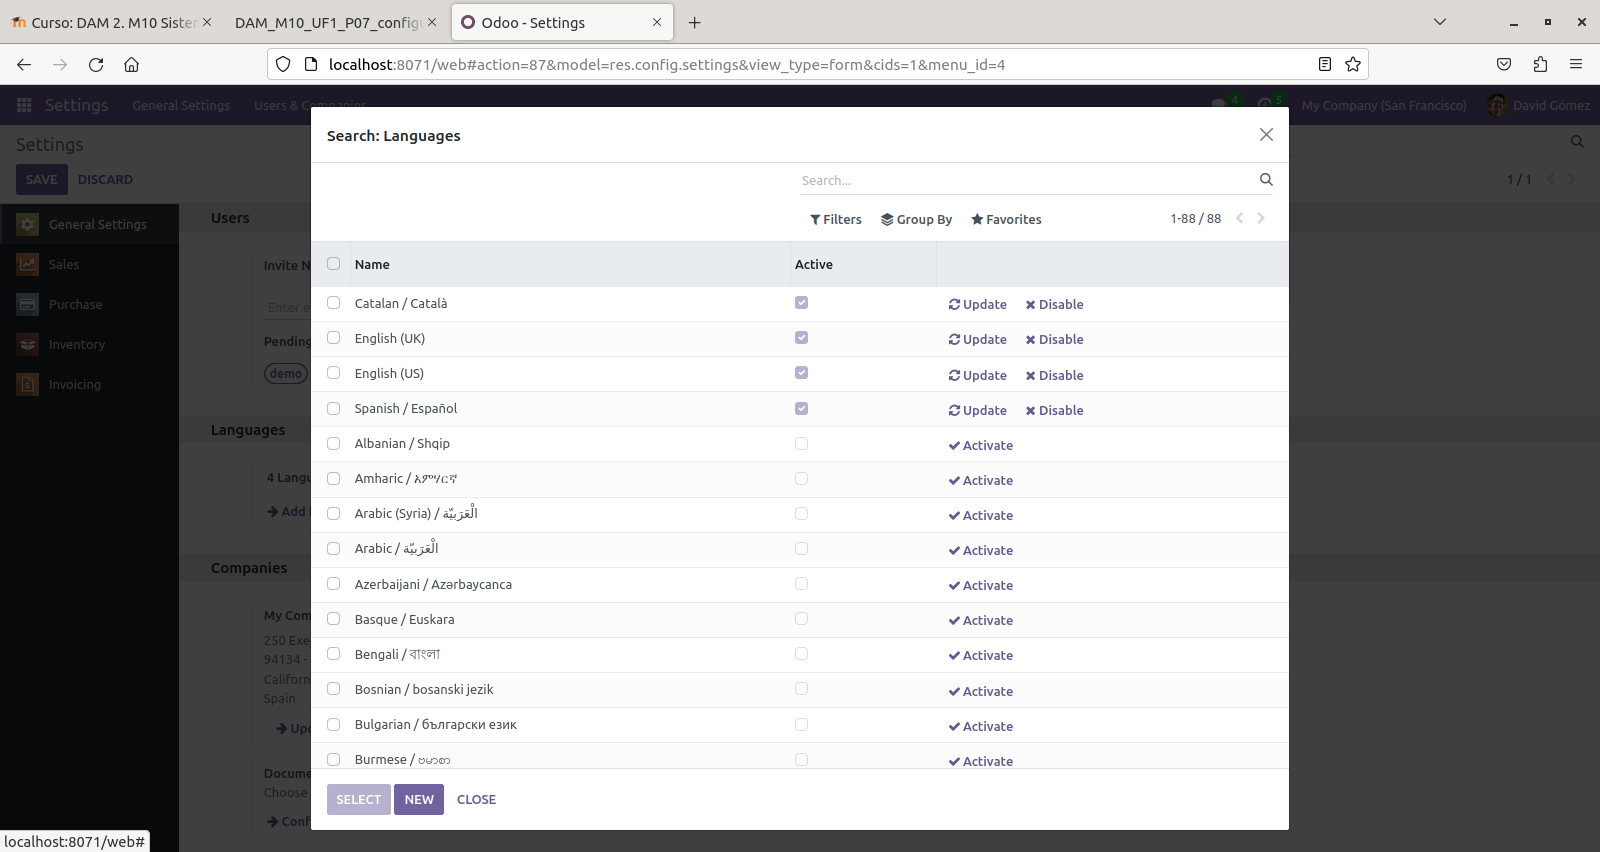 Curso: DAM 2. M10 Sister
DAM_M10_UF1_P07_config
Odoo - Settings
localhost:8071/web#action=87&model=res.config.settings&view_type=form&cids=1&menu_id=4
Settings
General Settings
Users & Companies
4
5
My Company (San Francisco)
David Gómez
Settings
SAVE
DISCARD
1 / 1
General Settings
Sales
Purchase
Inventory
Invoicing
Users
Invite N
Enter e
Pending
demo
Languages
4 Langu
Add
Companies
My Com
250 Exe
94134 -
Californ
Spain
Upd
Docume
Choose
Conf
Search: Languages
Search...
Filters
Group By
Favorites
1-88 / 88
Name
Active
Catalan / Català
Update
Disable
English (UK)
Update
Disable
English (US)
Update
Disable
Spanish / Español
Update
Disable
Albanian / Shqip
Activate
Amharic / አምሃርኛ
Activate
Arabic (Syria) / الْعَرَبيّة
Activate
Arabic / الْعَرَبيّة
Activate
Azerbaijani / Azərbaycanca
Activate
Basque / Euskara
Activate
Bengali / বাংলা
Activate
Bosnian / bosanski jezik
Activate
Bulgarian / български език
Activate
Burmese / ဗမာစာ
Activate
SELECT
NEW
CLOSE
localhost:8071/web#